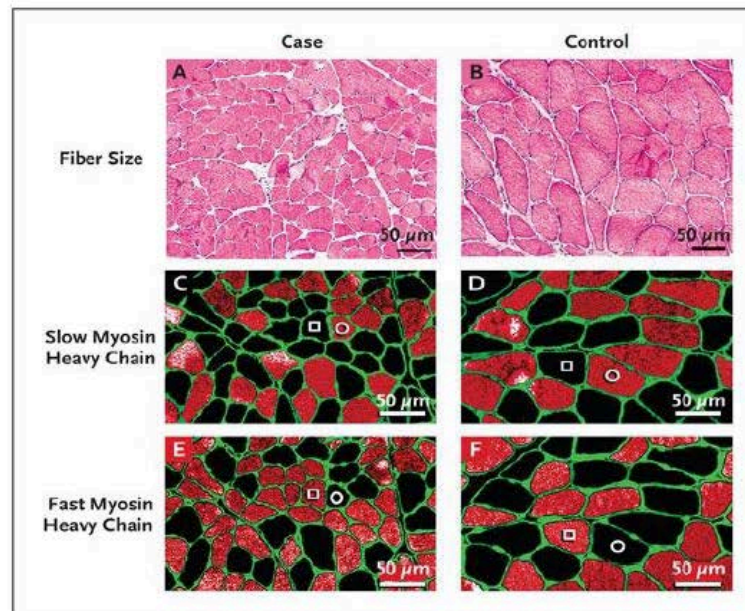 Case Control
A B
Fiber Size
50 µm 50 µm
C D
Slow Myosin
Heavy Chain
50 µm 50 µm
E F
Fast Myosin
Heavy Chain
50 µm 50 µm